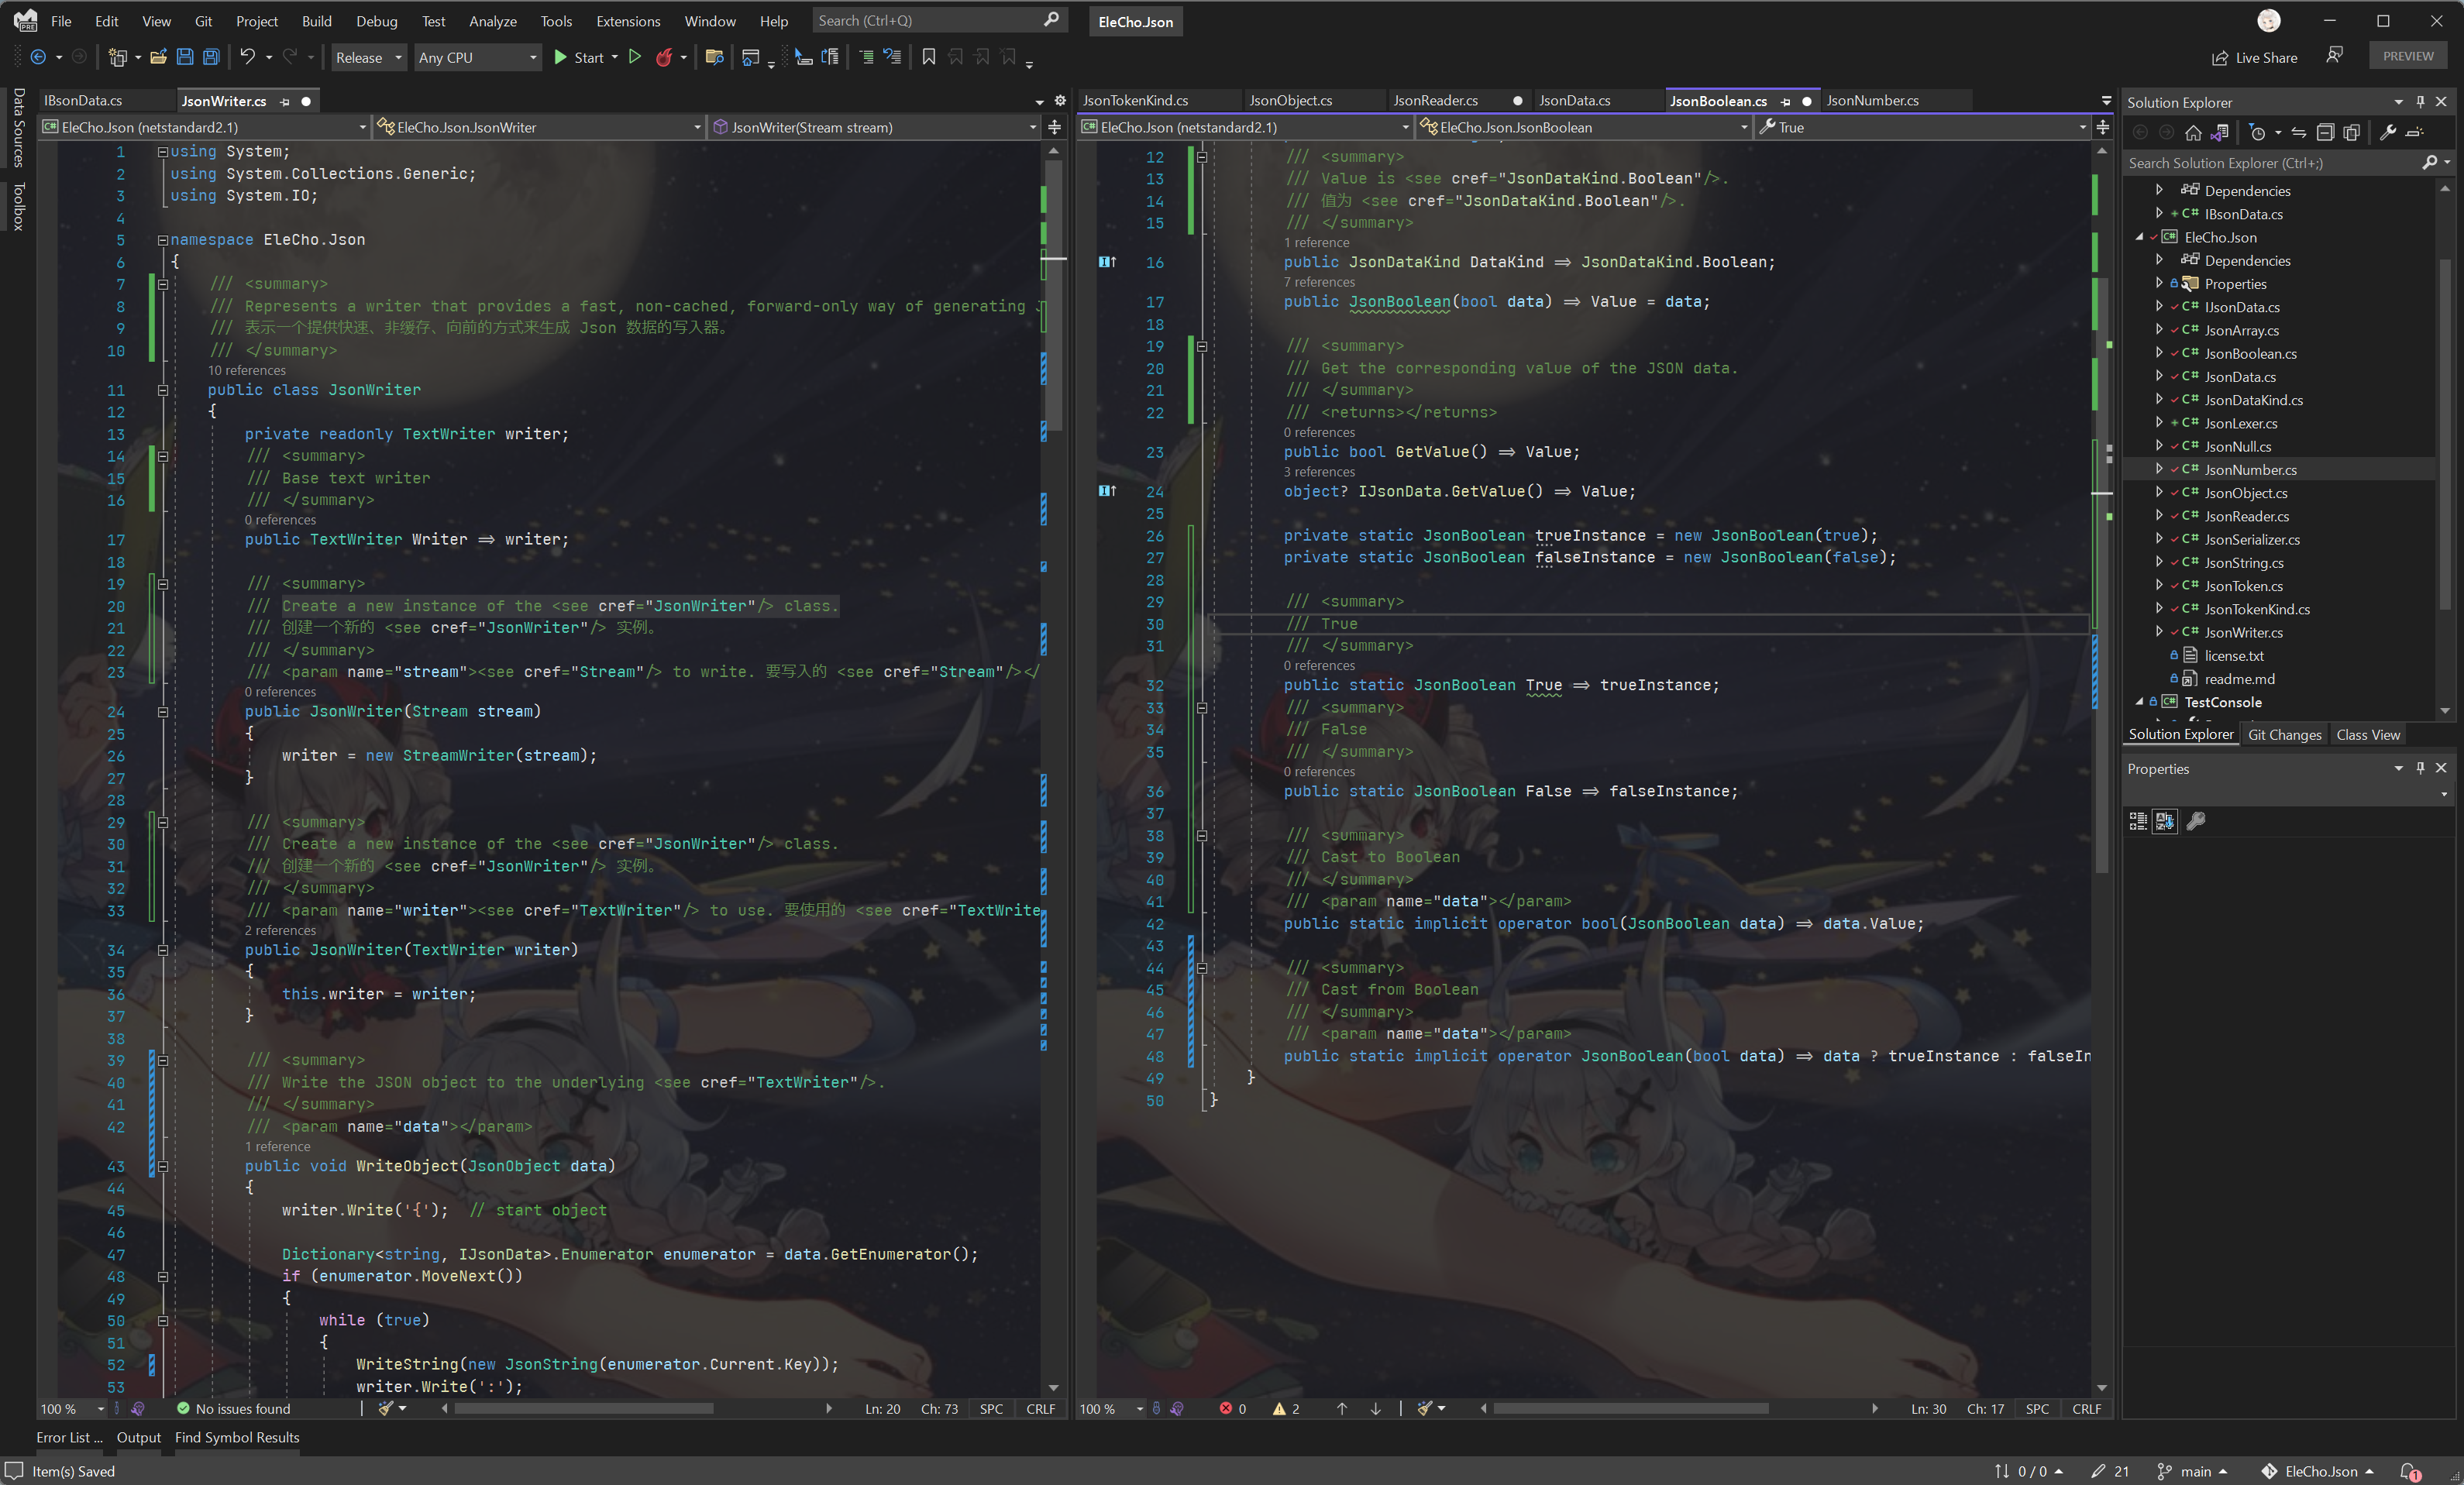 File Edit View Git Project Build Debug Test Analyze Tools Extensions Window Help Search (Ctrl+Q) EleCho.Json
Release Any CPU Start Live Share PREVIEW
Data Sources
Toolbox
IBsonData.cs JsonWriter.cs
EleCho.Json (netstandard2.1) EleCho.Json.JsonWriter JsonWriter(Stream stream)
1 using System;
2 using System.Collections.Generic;
3 using System.IO;
4
5 namespace EleCho.Json
6 {
7 /// <summary>
8 /// Represents a writer that provides a fast, non-cached, forward-only way of generating J
9 /// 表示一个提供快速、非缓存、向前的方式来生成 Json 数据的写入器。
10 /// </summary>
10 references
11 public class JsonWriter
12 {
13 private readonly TextWriter writer;
14 /// <summary>
15 /// Base text writer
16 /// </summary>
0 references
17 public TextWriter Writer => writer;
18
19 /// <summary>
20 /// Create a new instance of the <see cref="JsonWriter"/> class.
21 /// 创建一个新的 <see cref="JsonWriter"/> 实例。
22 /// </summary>
23 /// <param name="stream"><see cref="Stream"/> to write. 要写入的 <see cref="Stream"/></
0 references
24 public JsonWriter(Stream stream)
25 {
26 writer = new StreamWriter(stream);
27 }
28
29 /// <summary>
30 /// Create a new instance of the <see cref="JsonWriter"/> class.
31 /// 创建一个新的 <see cref="JsonWriter"/> 实例。
32 /// </summary>
33 /// <param name="writer"><see cref="TextWriter"/> to use. 要使用的 <see cref="TextWrite
2 references
34 public JsonWriter(TextWriter writer)
35 {
36 this.writer = writer;
37 }
38
39 /// <summary>
40 /// Write the JSON object to the underlying <see cref="TextWriter"/>.
41 /// </summary>
42 /// <param name="data"></param>
1 reference
43 public void WriteObject(JsonObject data)
44 {
45 writer.Write('{'); // start object
46
47 Dictionary<string, IJsonData>.Enumerator enumerator = data.GetEnumerator();
48 if (enumerator.MoveNext())
49 {
50 while (true)
51 {
52 WriteString(new JsonString(enumerator.Current.Key));
53 writer.Write(':');
100 % No issues found Ln: 20 Ch: 73 SPC CRLF
JsonTokenKind.cs JsonObject.cs JsonReader.cs JsonData.cs JsonBoolean.cs JsonNumber.cs
EleCho.Json (netstandard2.1) EleCho.Json.JsonBoolean True
12 /// <summary>
13 /// Value is <see cref="JsonDataKind.Boolean"/>.
14 /// 值为 <see cref="JsonDataKind.Boolean"/>.
15 /// </summary>
1 reference
16 public JsonDataKind DataKind => JsonDataKind.Boolean;
7 references
17 public JsonBoolean(bool data) => Value = data;
18
19 /// <summary>
20 /// Get the corresponding value of the JSON data.
21 /// </summary>
22 /// <returns></returns>
0 references
23 public bool GetValue() => Value;
3 references
24 object? IJsonData.GetValue() => Value;
25
26 private static JsonBoolean trueInstance = new JsonBoolean(true);
27 private static JsonBoolean falseInstance = new JsonBoolean(false);
28
29 /// <summary>
30 /// True
31 /// </summary>
0 references
32 public static JsonBoolean True => trueInstance;
33 /// <summary>
34 /// False
35 /// </summary>
0 references
36 public static JsonBoolean False => falseInstance;
37
38 /// <summary>
39 /// Cast to Boolean
40 /// </summary>
41 /// <param name="data"></param>
42 public static implicit operator bool(JsonBoolean data) => data.Value;
43
44 /// <summary>
45 /// Cast from Boolean
46 /// </summary>
47 /// <param name="data"></param>
48 public static implicit operator JsonBoolean(bool data) => data ? trueInstance : falseIn
49 }
50 }
100 % 0 2 Ln: 30 Ch: 17 SPC CRLF
Solution Explorer
Search Solution Explorer (Ctrl+;)
Dependencies
C# IBsonData.cs
C# EleCho.Json
Dependencies
Properties
C# IJsonData.cs
C# JsonArray.cs
C# JsonBoolean.cs
C# JsonData.cs
C# JsonDataKind.cs
C# JsonLexer.cs
C# JsonNull.cs
C# JsonNumber.cs
C# JsonObject.cs
C# JsonReader.cs
C# JsonSerializer.cs
C# JsonString.cs
C# JsonToken.cs
C# JsonTokenKind.cs
C# JsonWriter.cs
license.txt
readme.md
C# TestConsole
Solution Explorer Git Changes Class View
Properties
Error List ... Output Find Symbol Results
Item(s) Saved 0 / 0 21 main EleCho.Json 1